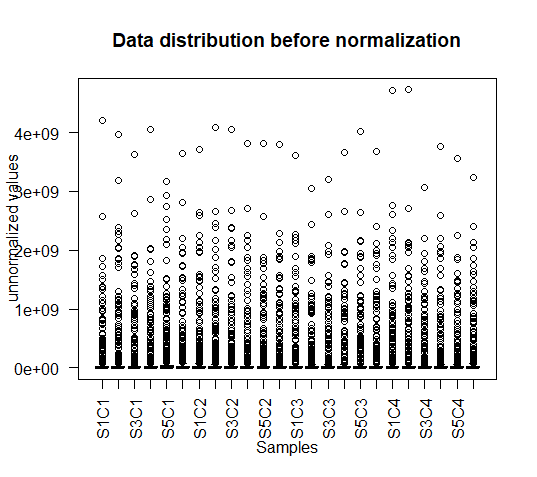 Data distribution before normalization
unnormalized values
4e+09
3e+09
2e+09
1e+09
0e+00
S1C1
S3C1
S5C1
S1C2
S3C2
S5C2
S1C3
S3C3
S5C3
S1C4
S3C4
S5C4
Samples